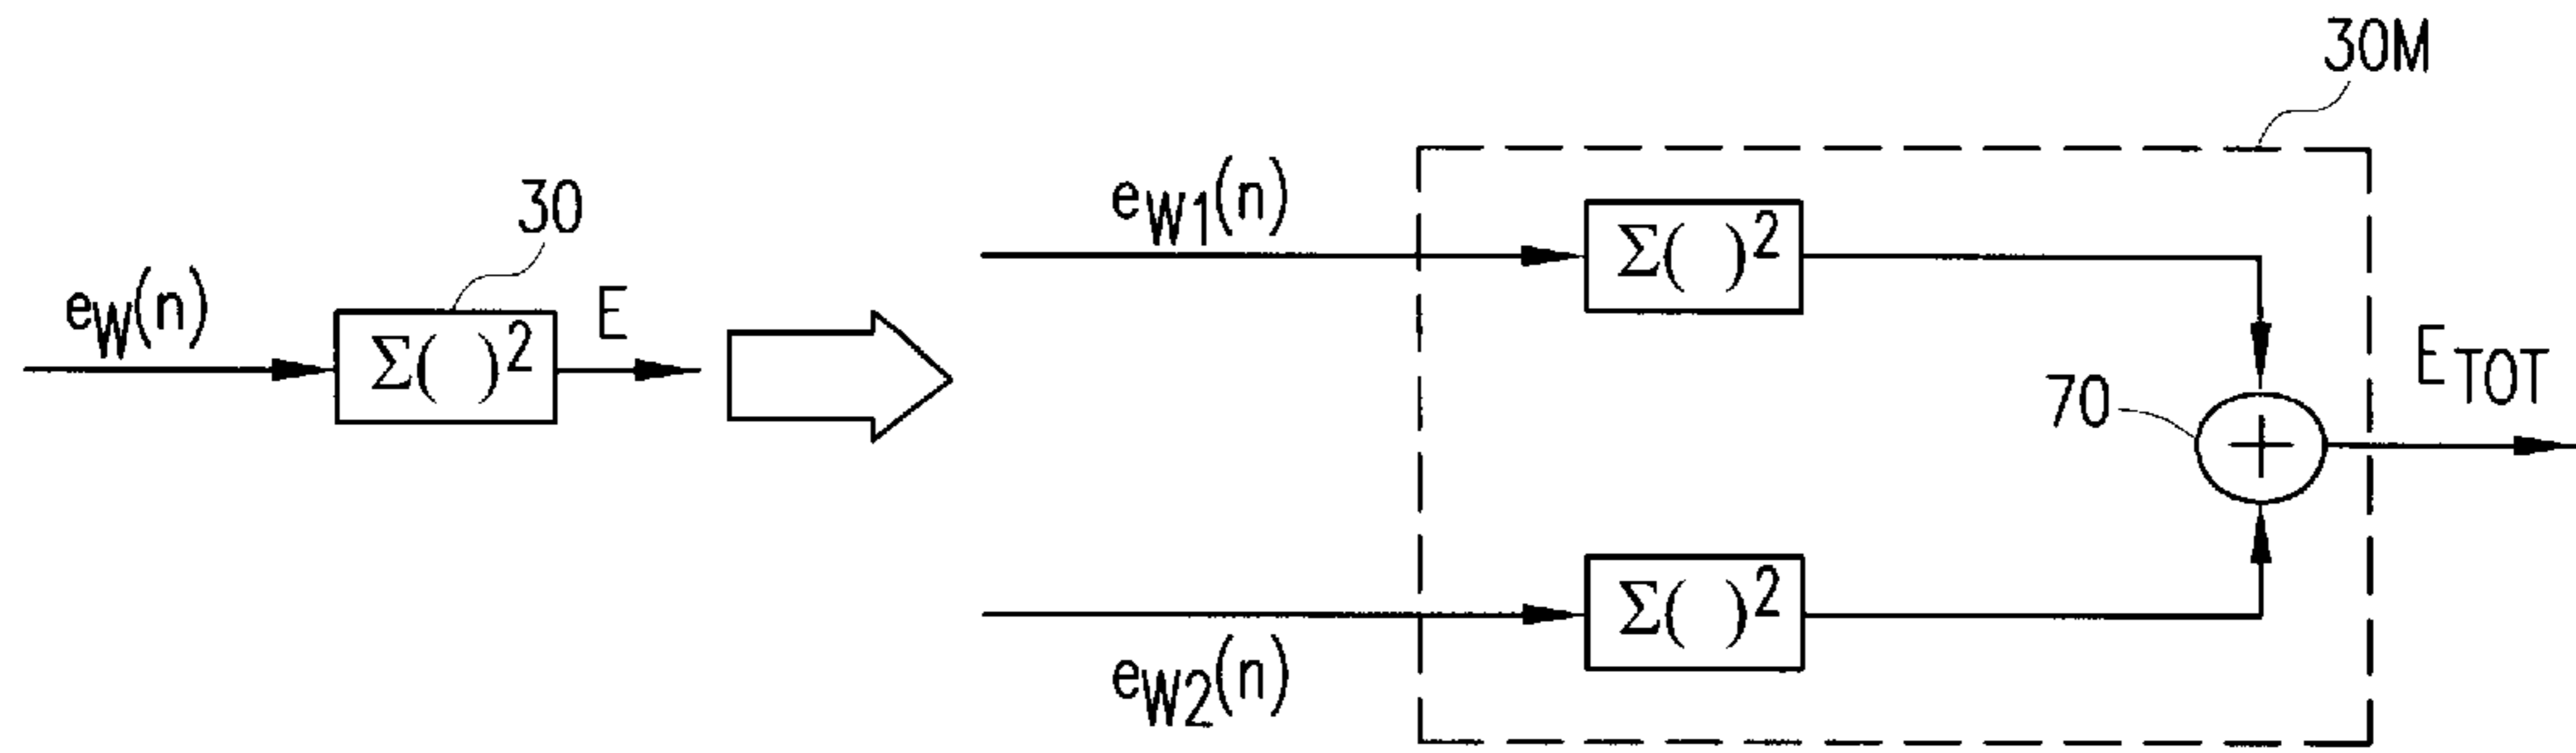 30M
30
e_W(n)
Σ( )²
E
e_W1(n)
Σ( )²
70
+
E_TOT
e_W2(n)
Σ( )²